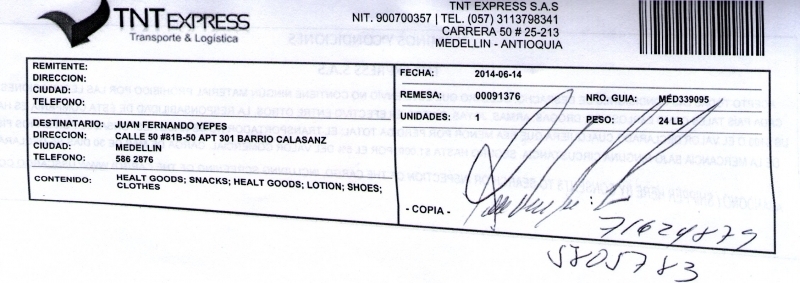 TNT EXPRESS
Transporte & Logística
TNT EXPRESS S.A.S
NIT. 900700357 | TEL. (057) 3113798341
CARRERA 50 # 25-213
MEDELLIN - ANTIOQUIA
REMITENTE:
DIRECCION:
CIUDAD:
TELEFONO:
DESTINATARIO: JUAN FERNANDO YEPES
DIRECCION: CALLE 50 #81B-50 APT 301 BARRIO CALASANZ
CIUDAD: MEDELLIN
TELEFONO: 586 2876
CONTENIDO: HEALT GOODS; SNACKS; HEALT GOODS; LOTION; SHOES;
CLOTHES
FECHA: 2014-06-14
REMESA: 00091376 NRO. GUIA: MED339095
UNIDADES: PESO: 24 LB
- COPIA -
71624879
5805783